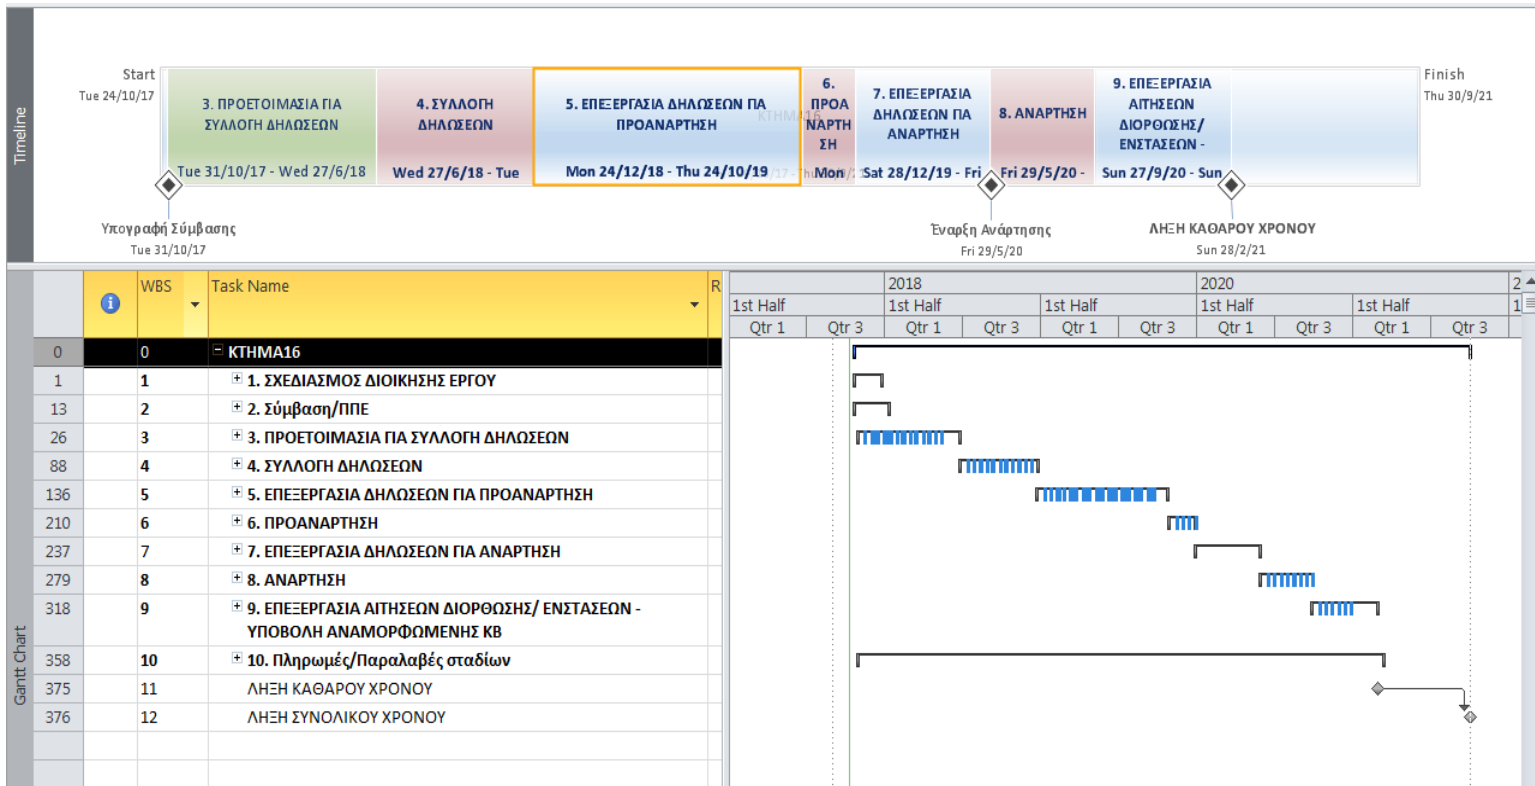 Timeline
Start
Tue 24/10/17
3. ΠΡΟΕΤΟΙΜΑΣΙΑ ΓΙΑ
ΣΥΛΛΟΓΗ ΔΗΛΩΣΕΩΝ
Tue 31/10/17 - Wed 27/6/18
4. ΣΥΛΛΟΓΗ
ΔΗΛΩΣΕΩΝ
Wed 27/6/18 - Tue
5. ΕΠΕΞΕΡΓΑΣΙΑ ΔΗΛΩΣΕΩΝ ΓΙΑ
ΠΡΟΑΝΑΡΤΗΣΗ
Mon 24/12/18 - Thu 24/10/19
ΚΤΗΜΑ16
6.
ΠΡΟΑ
ΝΑΡΤΗ
ΣΗ
Mon
7. ΕΠΕΞΕΡΓΑΣΙΑ
ΔΗΛΩΣΕΩΝ ΓΙΑ
ΑΝΑΡΤΗΣΗ
Sat 28/12/19 - Fri
8. ΑΝΑΡΤΗΣΗ
Fri 29/5/20 -
9. ΕΠΕΞΕΡΓΑΣΙΑ
ΑΙΤΗΣΕΩΝ
ΔΙΟΡΘΩΣΗΣ/
ΕΝΣΤΑΣΕΩΝ -
Sun 27/9/20 - Sun
Finish
Thu 30/9/21
Υπογραφή Σύμβασης
Tue 31/10/17
Έναρξη Ανάρτησης
Fri 29/5/20
ΛΗΞΗ ΚΑΘΑΡΟΥ ΧΡΟΝΟΥ
Sun 28/2/21
Gantt Chart
WBS Task Name R
2018 2020 2
1st Half 1st Half 1st Half 1st Half 1st Half 1
Qtr 1 Qtr 3 Qtr 1 Qtr 3 Qtr 1 Qtr 3 Qtr 1 Qtr 3 Qtr 1 Qtr 3
0 0 ΚΤΗΜΑ16
1 1 1. ΣΧΕΔΙΑΣΜΟΣ ΔΙΟΙΚΗΣΗΣ ΕΡΓΟΥ
13 2 2. Σύμβαση/ΠΠΕ
26 3 3. ΠΡΟΕΤΟΙΜΑΣΙΑ ΓΙΑ ΣΥΛΛΟΓΗ ΔΗΛΩΣΕΩΝ
88 4 4. ΣΥΛΛΟΓΗ ΔΗΛΩΣΕΩΝ
136 5 5. ΕΠΕΞΕΡΓΑΣΙΑ ΔΗΛΩΣΕΩΝ ΓΙΑ ΠΡΟΑΝΑΡΤΗΣΗ
210 6 6. ΠΡΟΑΝΑΡΤΗΣΗ
237 7 7. ΕΠΕΞΕΡΓΑΣΙΑ ΔΗΛΩΣΕΩΝ ΓΙΑ ΑΝΑΡΤΗΣΗ
279 8 8. ΑΝΑΡΤΗΣΗ
318 9 9. ΕΠΕΞΕΡΓΑΣΙΑ ΑΙΤΗΣΕΩΝ ΔΙΟΡΘΩΣΗΣ/ ΕΝΣΤΑΣΕΩΝ -
ΥΠΟΒΟΛΗ ΑΝΑΜΟΡΦΩΜΕΝΗΣ ΚΒ
358 10 10. Πληρωμές/Παραλαβές σταδίων
375 11 ΛΗΞΗ ΚΑΘΑΡΟΥ ΧΡΟΝΟΥ
376 12 ΛΗΞΗ ΣΥΝΟΛΙΚΟΥ ΧΡΟΝΟΥ